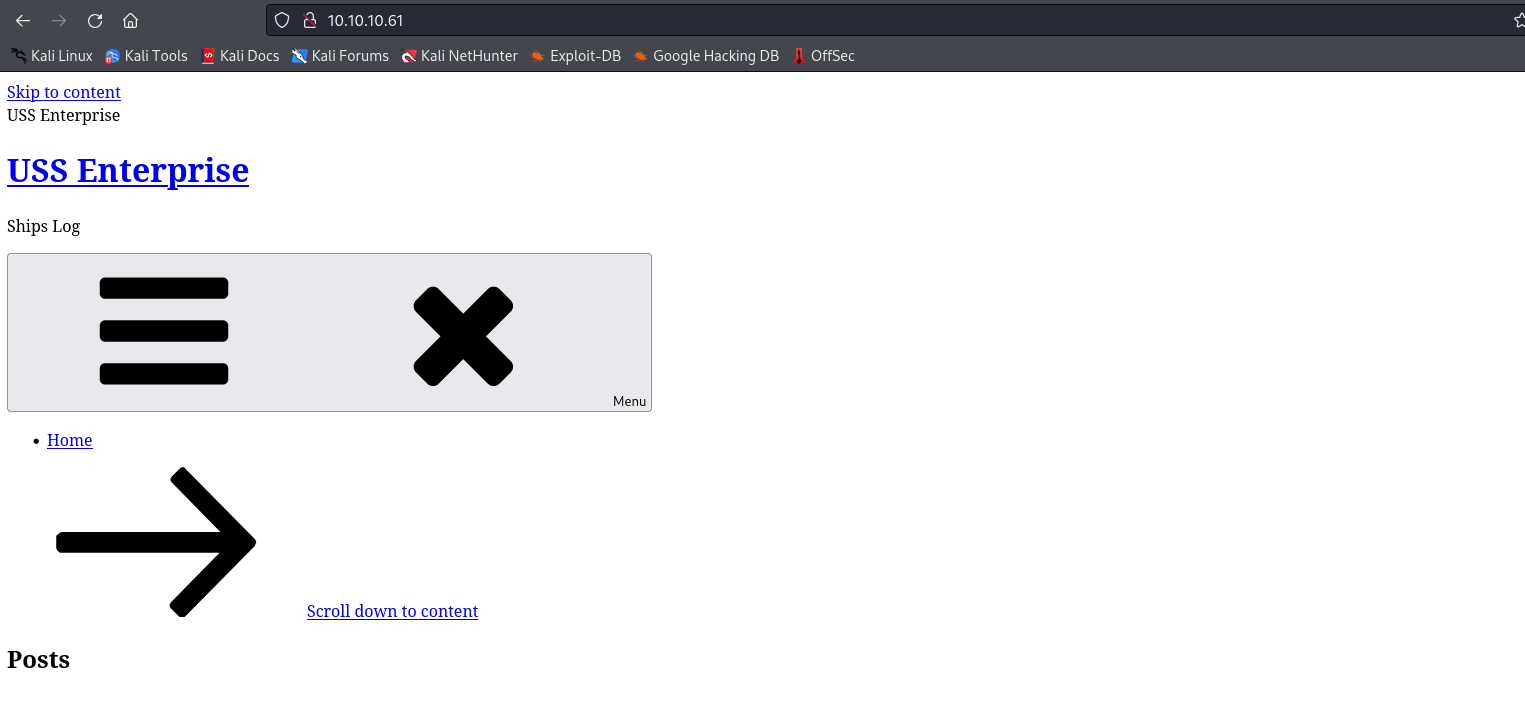 10.10.10.61
Kali Linux Kali Tools Kali Docs Kali Forums Kali NetHunter Exploit-DB Google Hacking DB OffSec
Skip to content
USS Enterprise
USS Enterprise
Ships Log
Menu
Home
Scroll down to content
Posts